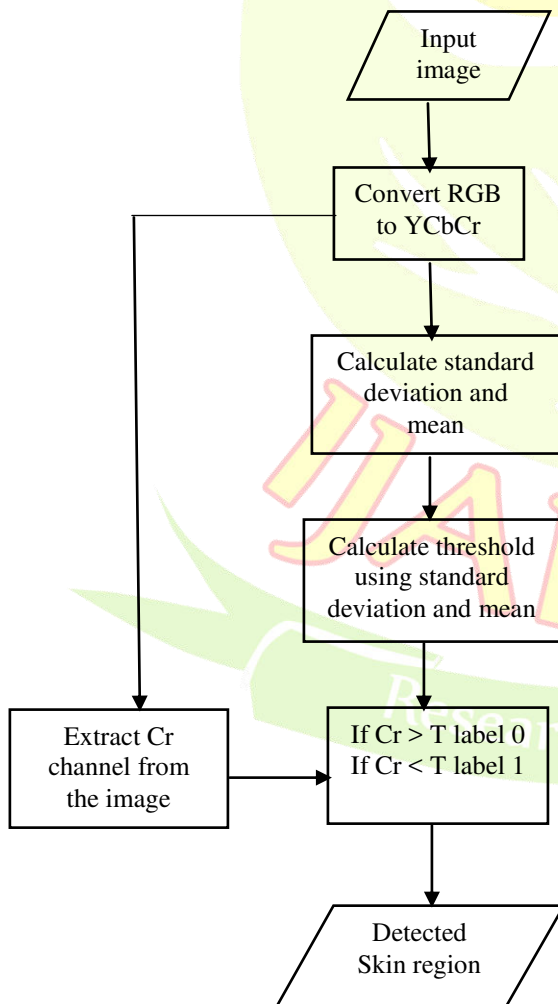 Input
image
Convert RGB
to YCbCr
Calculate standard
deviation and
mean
Calculate threshold
using standard
deviation and mean
Extract Cr
channel from
the image
If Cr > T label 0
If Cr < T label 1
Detected
Skin region